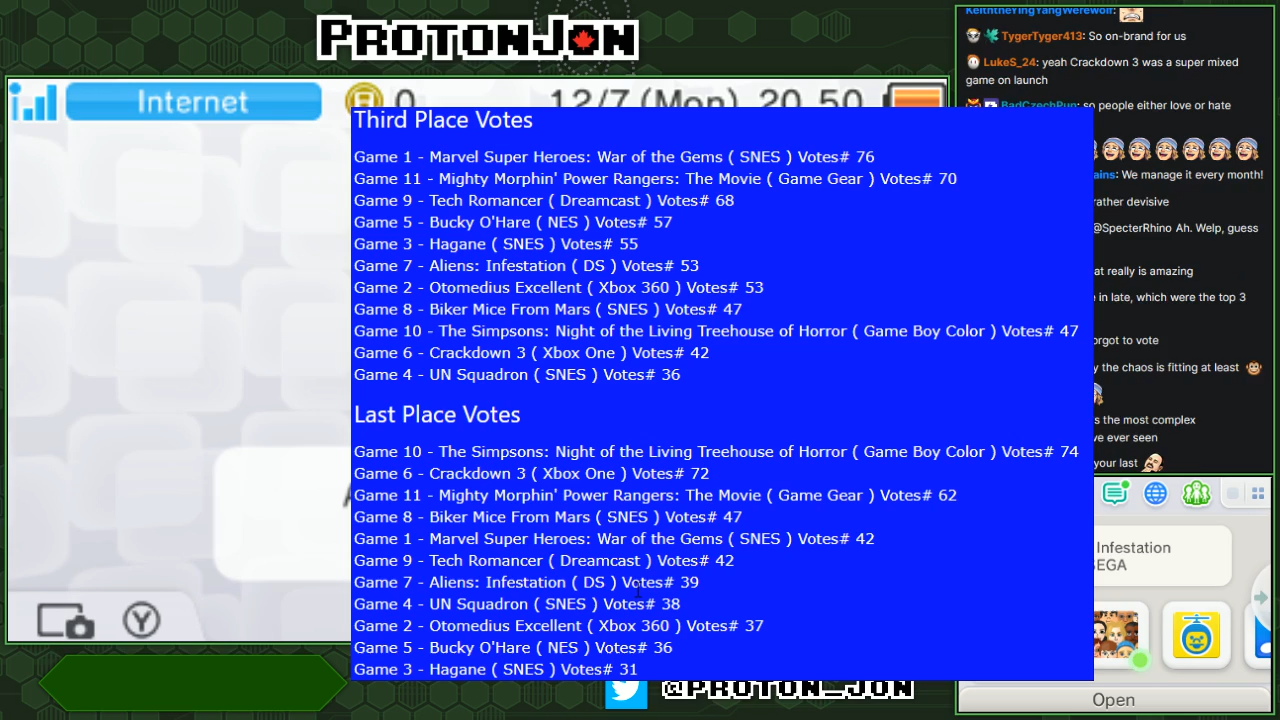 PROTONJON
Internet
0
12/7 (Mon) 20 50
Third Place Votes
Game 1 - Marvel Super Heroes: War of the Gems ( SNES ) Votes# 76
Game 11 - Mighty Morphin' Power Rangers: The Movie ( Game Gear ) Votes# 70
Game 9 - Tech Romancer ( Dreamcast ) Votes# 68
Game 5 - Bucky O'Hare ( NES ) Votes# 57
Game 3 - Hagane ( SNES ) Votes# 55
Game 7 - Aliens: Infestation ( DS ) Votes# 53
Game 2 - Otomedius Excellent ( Xbox 360 ) Votes# 53
Game 8 - Biker Mice From Mars ( SNES ) Votes# 47
Game 10 - The Simpsons: Night of the Living Treehouse of Horror ( Game Boy Color ) Votes# 47
Game 6 - Crackdown 3 ( Xbox One ) Votes# 42
Game 4 - UN Squadron ( SNES ) Votes# 36
Last Place Votes
Game 10 - The Simpsons: Night of the Living Treehouse of Horror ( Game Boy Color ) Votes# 74
Game 6 - Crackdown 3 ( Xbox One ) Votes# 72
Game 11 - Mighty Morphin' Power Rangers: The Movie ( Game Gear ) Votes# 62
Game 8 - Biker Mice From Mars ( SNES ) Votes# 47
Game 1 - Marvel Super Heroes: War of the Gems ( SNES ) Votes# 42
Game 9 - Tech Romancer ( Dreamcast ) Votes# 42
Game 7 - Aliens: Infestation ( DS ) Votes# 39
Game 4 - UN Squadron ( SNES ) Votes# 38
Game 2 - Otomedius Excellent ( Xbox 360 ) Votes# 37
Game 5 - Bucky O'Hare ( NES ) Votes# 36
Game 3 - Hagane ( SNES ) Votes# 31
Y
@PROTON_JON
KeiththeYingYangWerewolf:
TygerTyger413: So on-brand for us
LukeS_24: yeah Crackdown 3 was a super mixed
game on launch
BadCzechPun: so people either love or hate
ains: We manage it every month!
rather devisive
@SpecterRhino Ah. Welp, guess
at really is amazing
in late, which were the top 3
orgot to vote
y the chaos is fitting at least
s the most complex
ve ever seen
your last
Infestation
EGA
Open